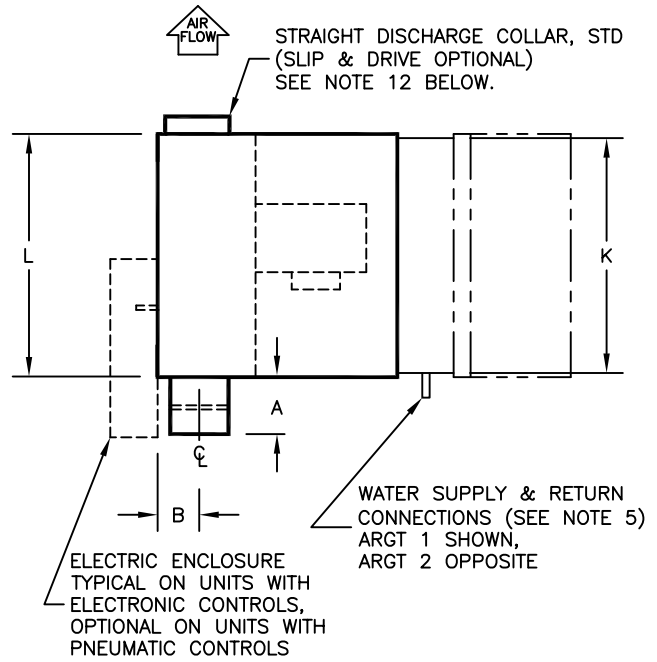 AIR
FLOW
STRAIGHT DISCHARGE COLLAR, STD
(SLIP & DRIVE OPTIONAL)
SEE NOTE 12 BELOW.
L
K
A
℄
B
WATER SUPPLY & RETURN
CONNECTIONS (SEE NOTE 5)
ARGT 1 SHOWN,
ARGT 2 OPPOSITE
ELECTRIC ENCLOSURE
TYPICAL ON UNITS WITH
ELECTRONIC CONTROLS,
OPTIONAL ON UNITS WITH
PNEUMATIC CONTROLS